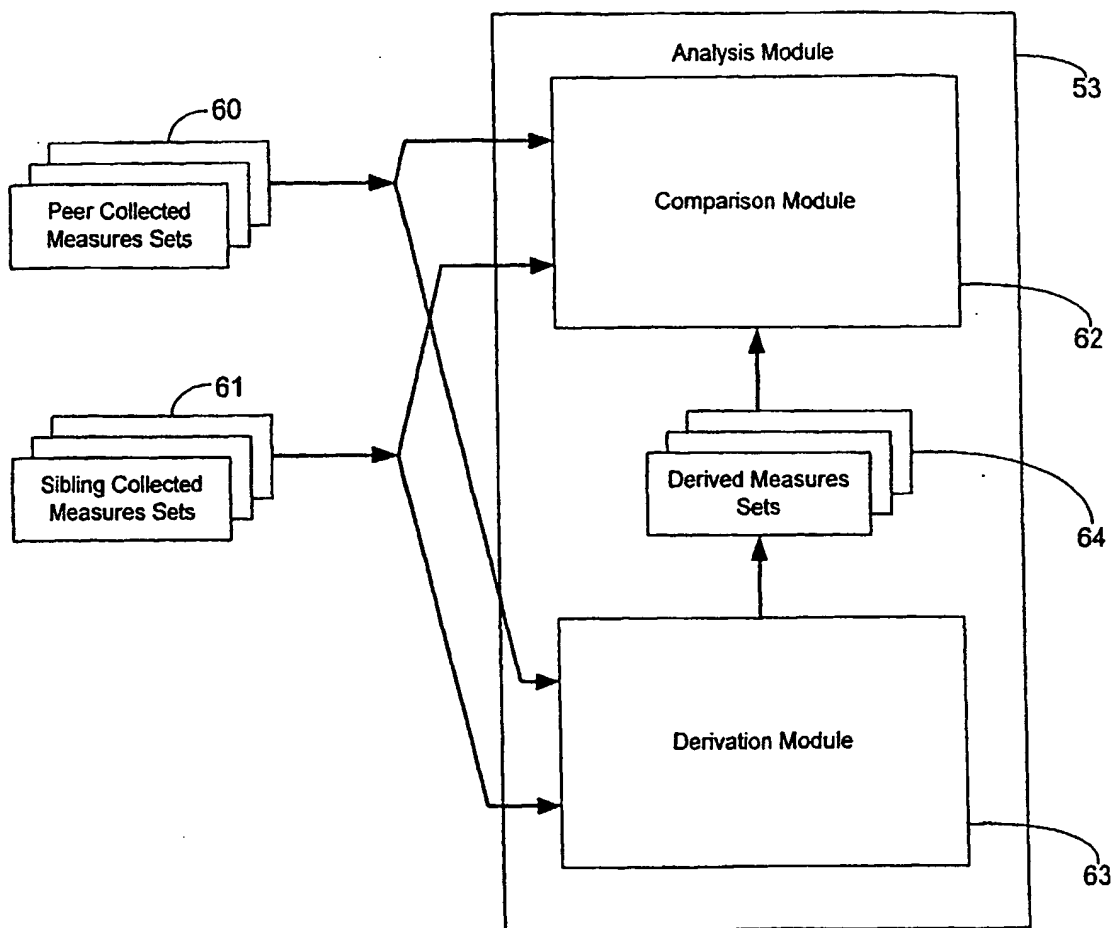 Analysis Module
53
60
Peer Collected
Measures Sets
Comparison Module
62
61
Sibling Collected
Measures Sets
Derived Measures
Sets
64
Derivation Module
63